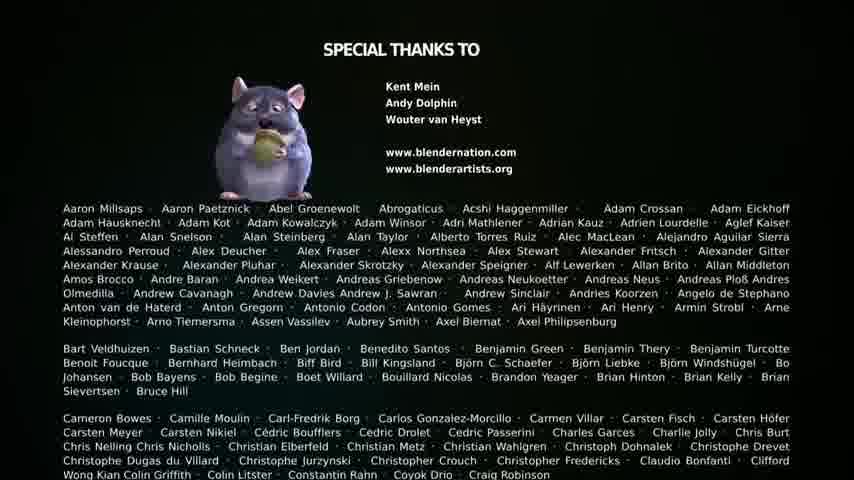 SPECIAL THANKS TO
Kent Mein
Andy Dolphin
Wouter van Heyst
www.blendernation.com
www.blenderartists.org
Aaron Millsaps · Aaron Paetznick · Abel Groenewolt · Abrogaticus · Acshi Haggenmiller · Adam Crossan · Adam Eickhoff
Adam Hausknecht · Adam Kot · Adam Kowalczyk · Adam Winsor · Adri Mathlener · Adrian Kauz · Adrien Lourdelle · Aglef Kaiser
Al Steffen · Alan Snelson · Alan Steinberg · Alan Taylor · Alberto Torres Ruiz · Alec MacLean · Alejandro Aguilar Sierra
Alessandro Perroud · Alex Deucher · Alex Fraser · Alexx Northsea · Alex Stewart · Alexander Fritsch · Alexander Gitter
Alexander Krause · Alexander Pluhar · Alexander Skrotzky · Alexander Speigner · Alf Lewerken · Allan Brito · Allan Middleton
Amos Brocco · Andre Baran · Andrea Weikert · Andreas Griebenow · Andreas Neukoetter · Andreas Neus · Andreas Ploß Andres
Olmedilla · Andrew Cavanagh · Andrew Davies Andrew J. Sawran · Andrew Sinclair · Andries Koorzen · Angelo de Stephano
Anton van de Haterd · Anton Gregorn · Antonio Codon · Antonio Gomes · Ari Häyrinen · Ari Henry · Armin Strobl · Arne
Kleinophorst · Arno Tiemersma · Assen Vassilev · Aubrey Smith · Axel Biernat · Axel Philipsenburg
Bart Veldhuizen · Bastian Schneck · Ben Jordan · Benedito Santos · Benjamin Green · Benjamin Thery · Benjamin Turcotte
Benoit Foucque · Bernhard Heimbach · Biff Bird · Bill Kingsland · Björn C. Schaefer · Björn Liebke · Björn Windshügel · Bo
Johansen · Bob Bayens · Bob Begine · Boet Willard · Bouillard Nicolas · Brandon Yeager · Brian Hinton · Brian Kelly · Brian
Sievertsen · Bruce Hill
Cameron Bowes · Camille Moulin · Carl-Fredrik Borg · Carlos Gonzalez-Morcillo · Carmen Villar · Carsten Fisch · Carsten Höfer
Carsten Meyer · Carsten Nikiel · Cédric Boufflers · Cedric Drolet · Cedric Passerini · Charles Garces · Charlie Jolly · Chris Burt
Chris Nelling Chris Nicholls · Christian Elberfeld · Christian Metz · Christian Wahlgren · Christoph Dohnalek · Christophe Drevet
Christophe Dugas du Villard · Christophe Jurzynski · Christopher Crouch · Christopher Fredericks · Claudio Bonfanti · Clifford
Wong Kian Colin Griffith · Colin Litster · Constantin Rahn · Coyok Drio · Craig Robinson